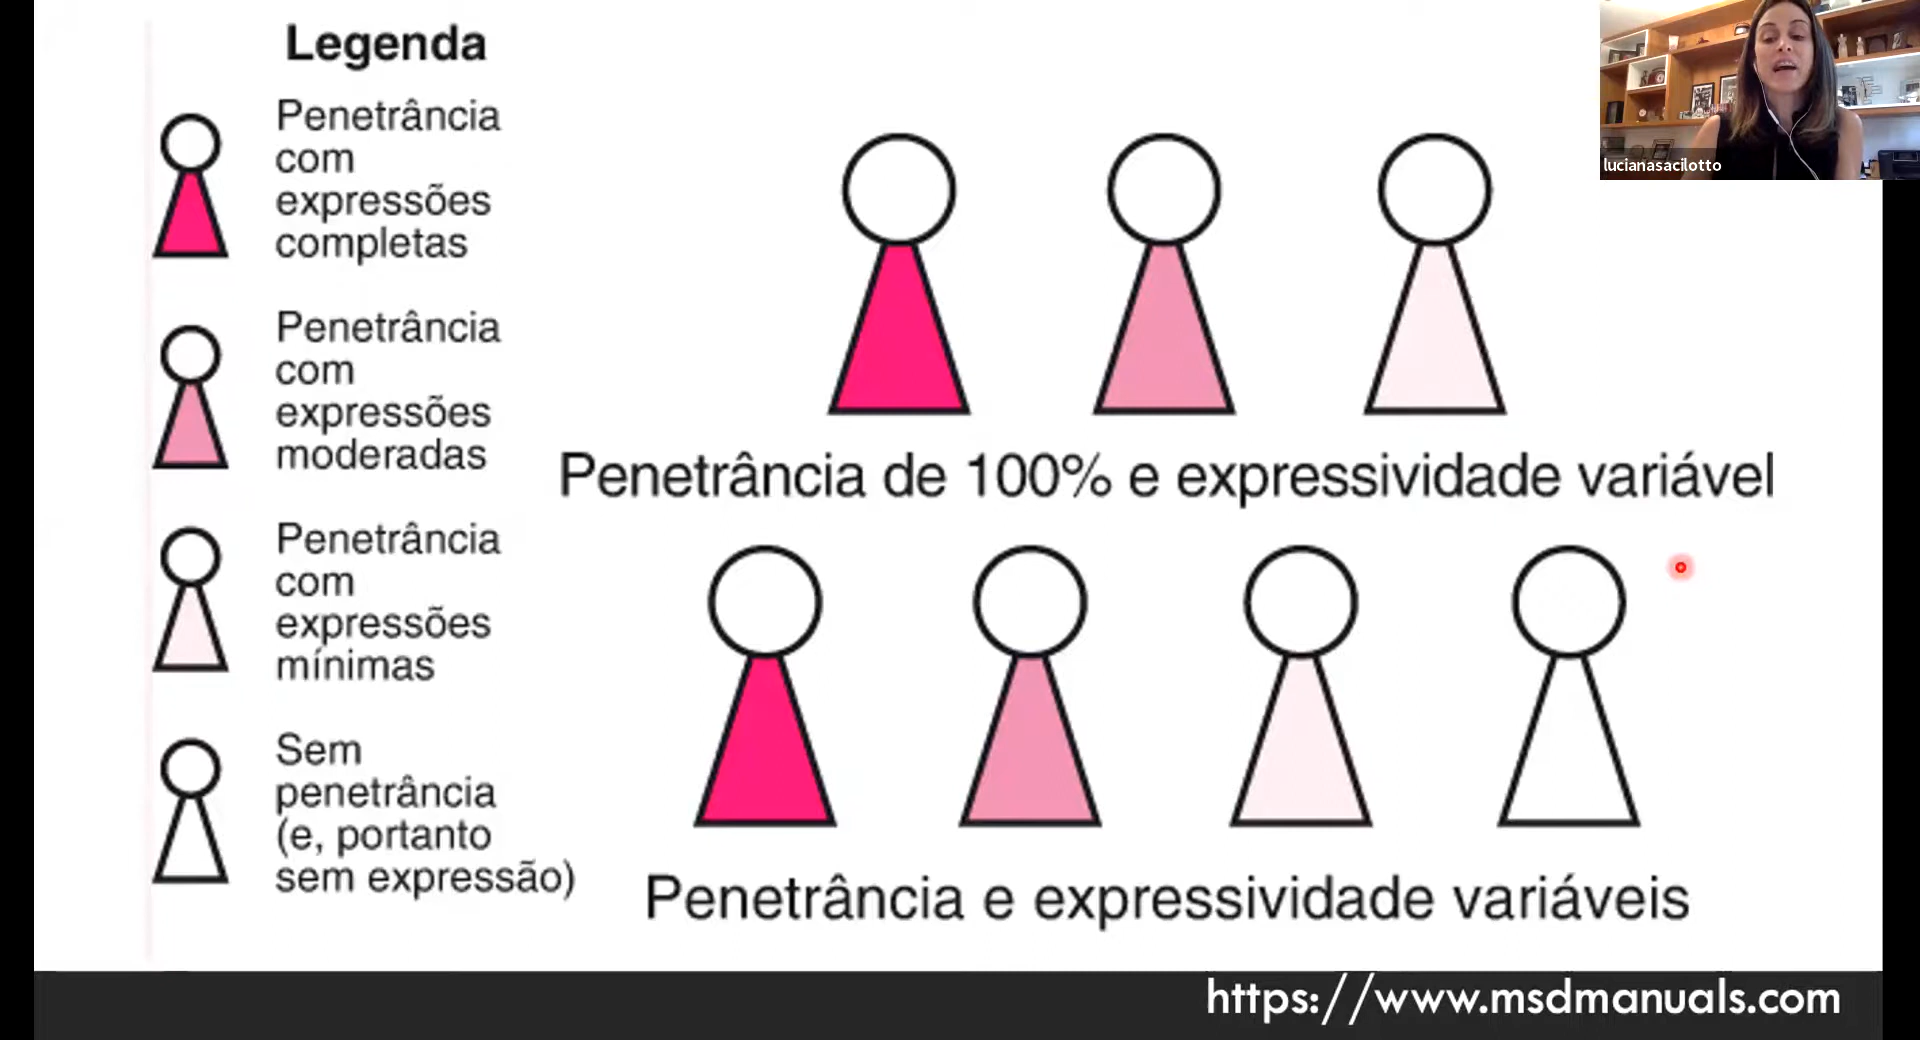 Legenda
Penetrância
com
expressões
completas
Penetrância
com
expressões
moderadas
Penetrância
com
expressões
mínimas
Sem
penetrância
(e, portanto
sem expressão)
Penetrância de 100% e expressividade variável
Penetrância e expressividade variáveis
lucianasacilotto
https://www.msdmanuals.com